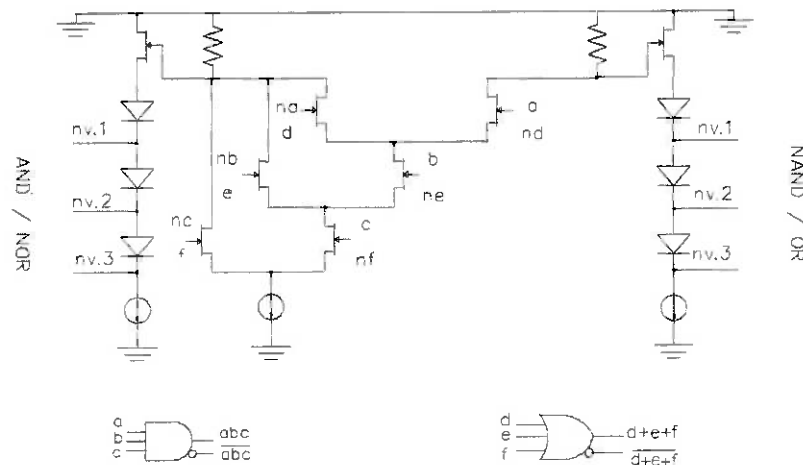 na
a
nv.1
nv.1
d
nd
nb
b
e
ne
nv.2
nv.2
nc
c
f
nf
nv.3
nv.3
AND / NOR
NAND / OR
a
b
c
abc
abc
d
e
f
d+e+f
d+e+f